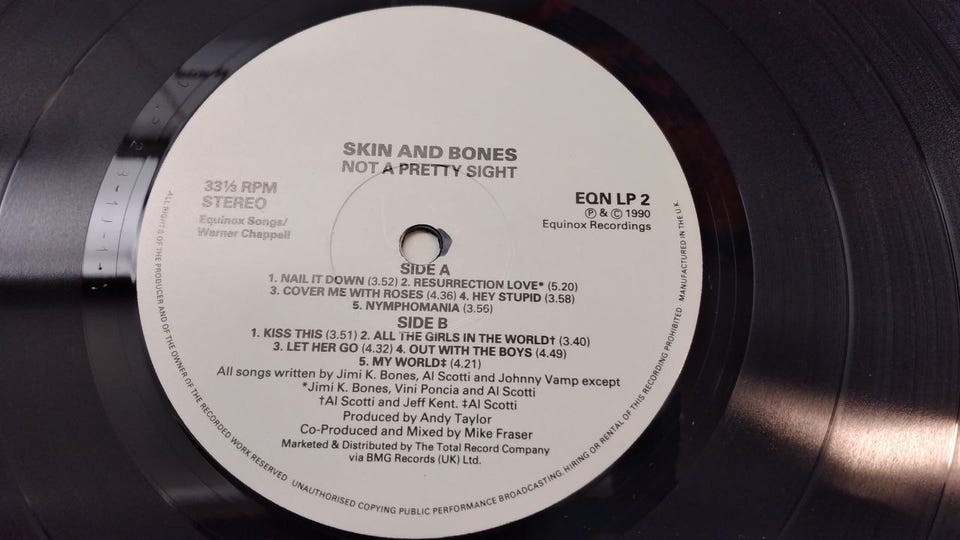 SKIN AND BONES
NOT A PRETTY SIGHT
33⅓ RPM
STEREO
Equinox Songs/
Warner Chappell
EQN LP 2
Ⓟ & © 1990
Equinox Recordings
SIDE A
1. NAIL IT DOWN (3.52) 2. RESURRECTION LOVE* (5.20)
3. COVER ME WITH ROSES (4.36) 4. HEY STUPID (3.58)
5. NYMPHOMANIA (3.56)
SIDE B
1. KISS THIS (3.51) 2. ALL THE GIRLS IN THE WORLD† (3.40)
3. LET HER GO (4.32) 4. OUT WITH THE BOYS (4.49)
5. MY WORLD‡ (4.21)
All songs written by Jimi K. Bones, Al Scotti and Johnny Vamp except
*Jimi K. Bones, Vini Poncia and Al Scotti
†Al Scotti and Jeff Kent. ‡Al Scotti
Produced by Andy Taylor
Co-Produced and Mixed by Mike Fraser
Marketed & Distributed by The Total Record Company
via BMG Records (UK) Ltd.
ALL RIGHTS OF THE PRODUCER AND OF THE OWNER OF THE RECORDED WORK RESERVED UNAUTHORISED COPYING PUBLIC PERFORMANCE BROADCASTING, HIRING OR RENTAL OF THIS RECORDING PROHIBITED MANUFACTURED IN THE U.K.